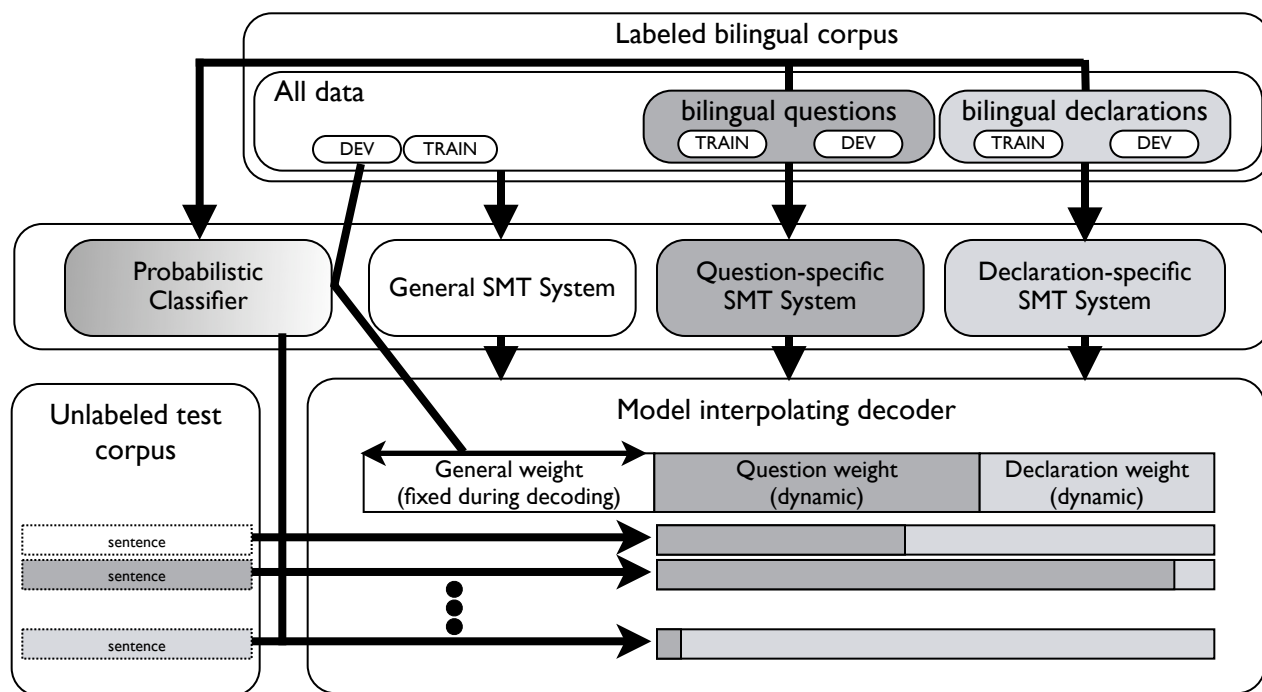 Labeled bilingual corpus
All data
bilingual questions
bilingual declarations
DEV
TRAIN
TRAIN
DEV
TRAIN
DEV
Probabilistic
Classifier
General SMT System
Question-specific
SMT System
Declaration-specific
SMT System
Unlabeled test
corpus
Model interpolating decoder
General weight
(fixed during decoding)
Question weight
(dynamic)
Declaration weight
(dynamic)
sentence
sentence
sentence